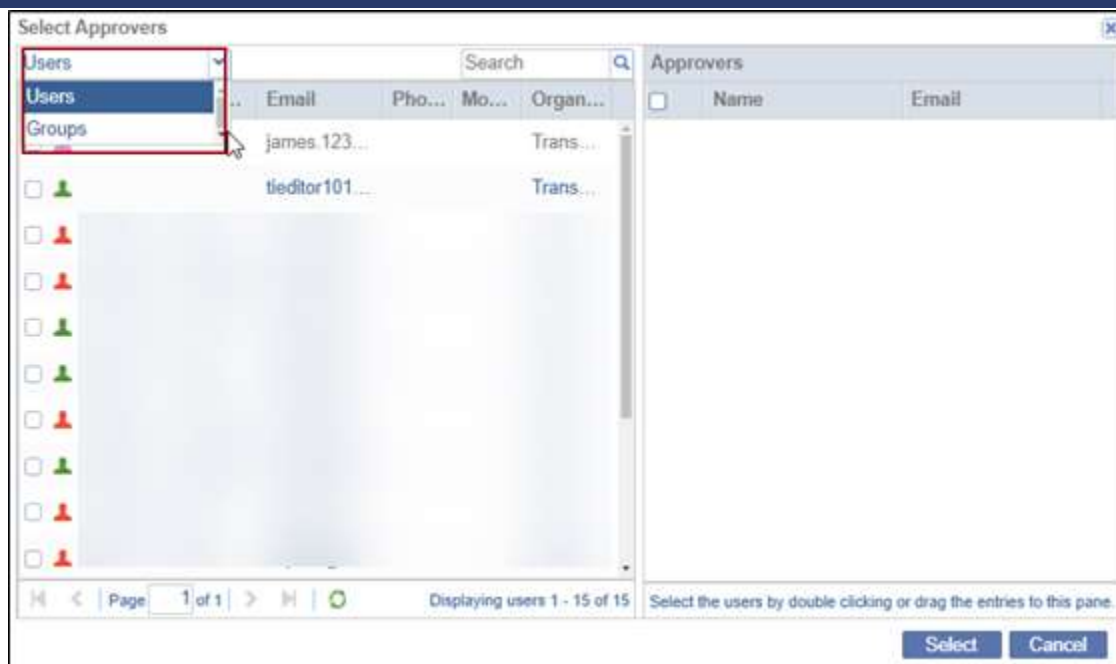 Select Approvers
Users Search Approvers
Users ... Email Pho... Mo... Organ... Name Email
Groups
james.123... Trans...
tieditor101... Trans...
Page 1 of 1 Displaying users 1 - 15 of 15 Select the users by double clicking or drag the entries to this pane.
Select Cancel